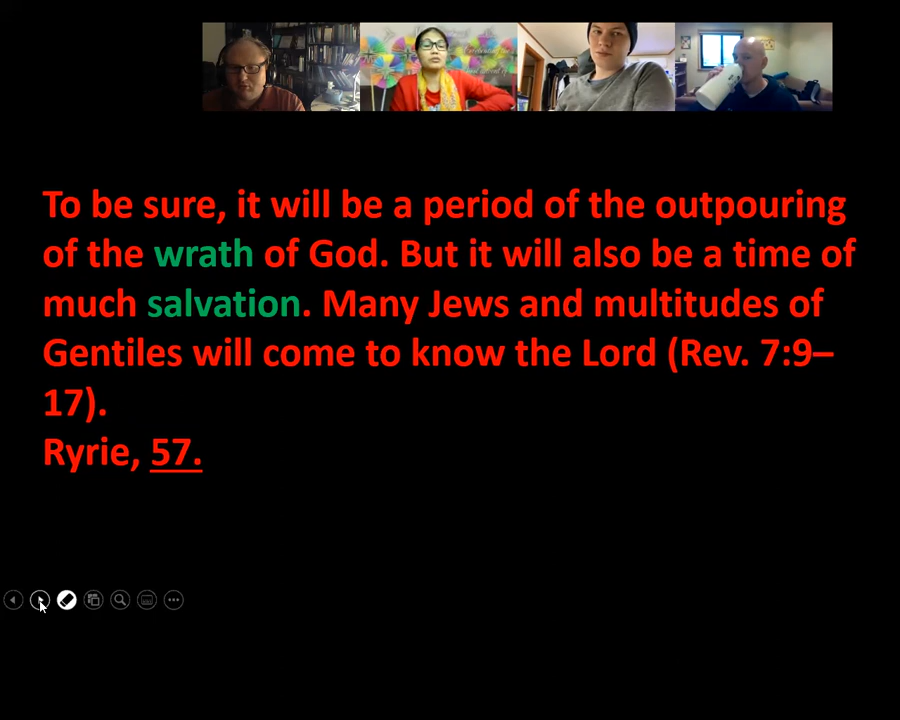 To be sure, it will be a period of the outpouring
of the wrath of God. But it will also be a time of
much salvation. Many Jews and multitudes of
Gentiles will come to know the Lord (Rev. 7:9–
17).
Ryrie, 57.